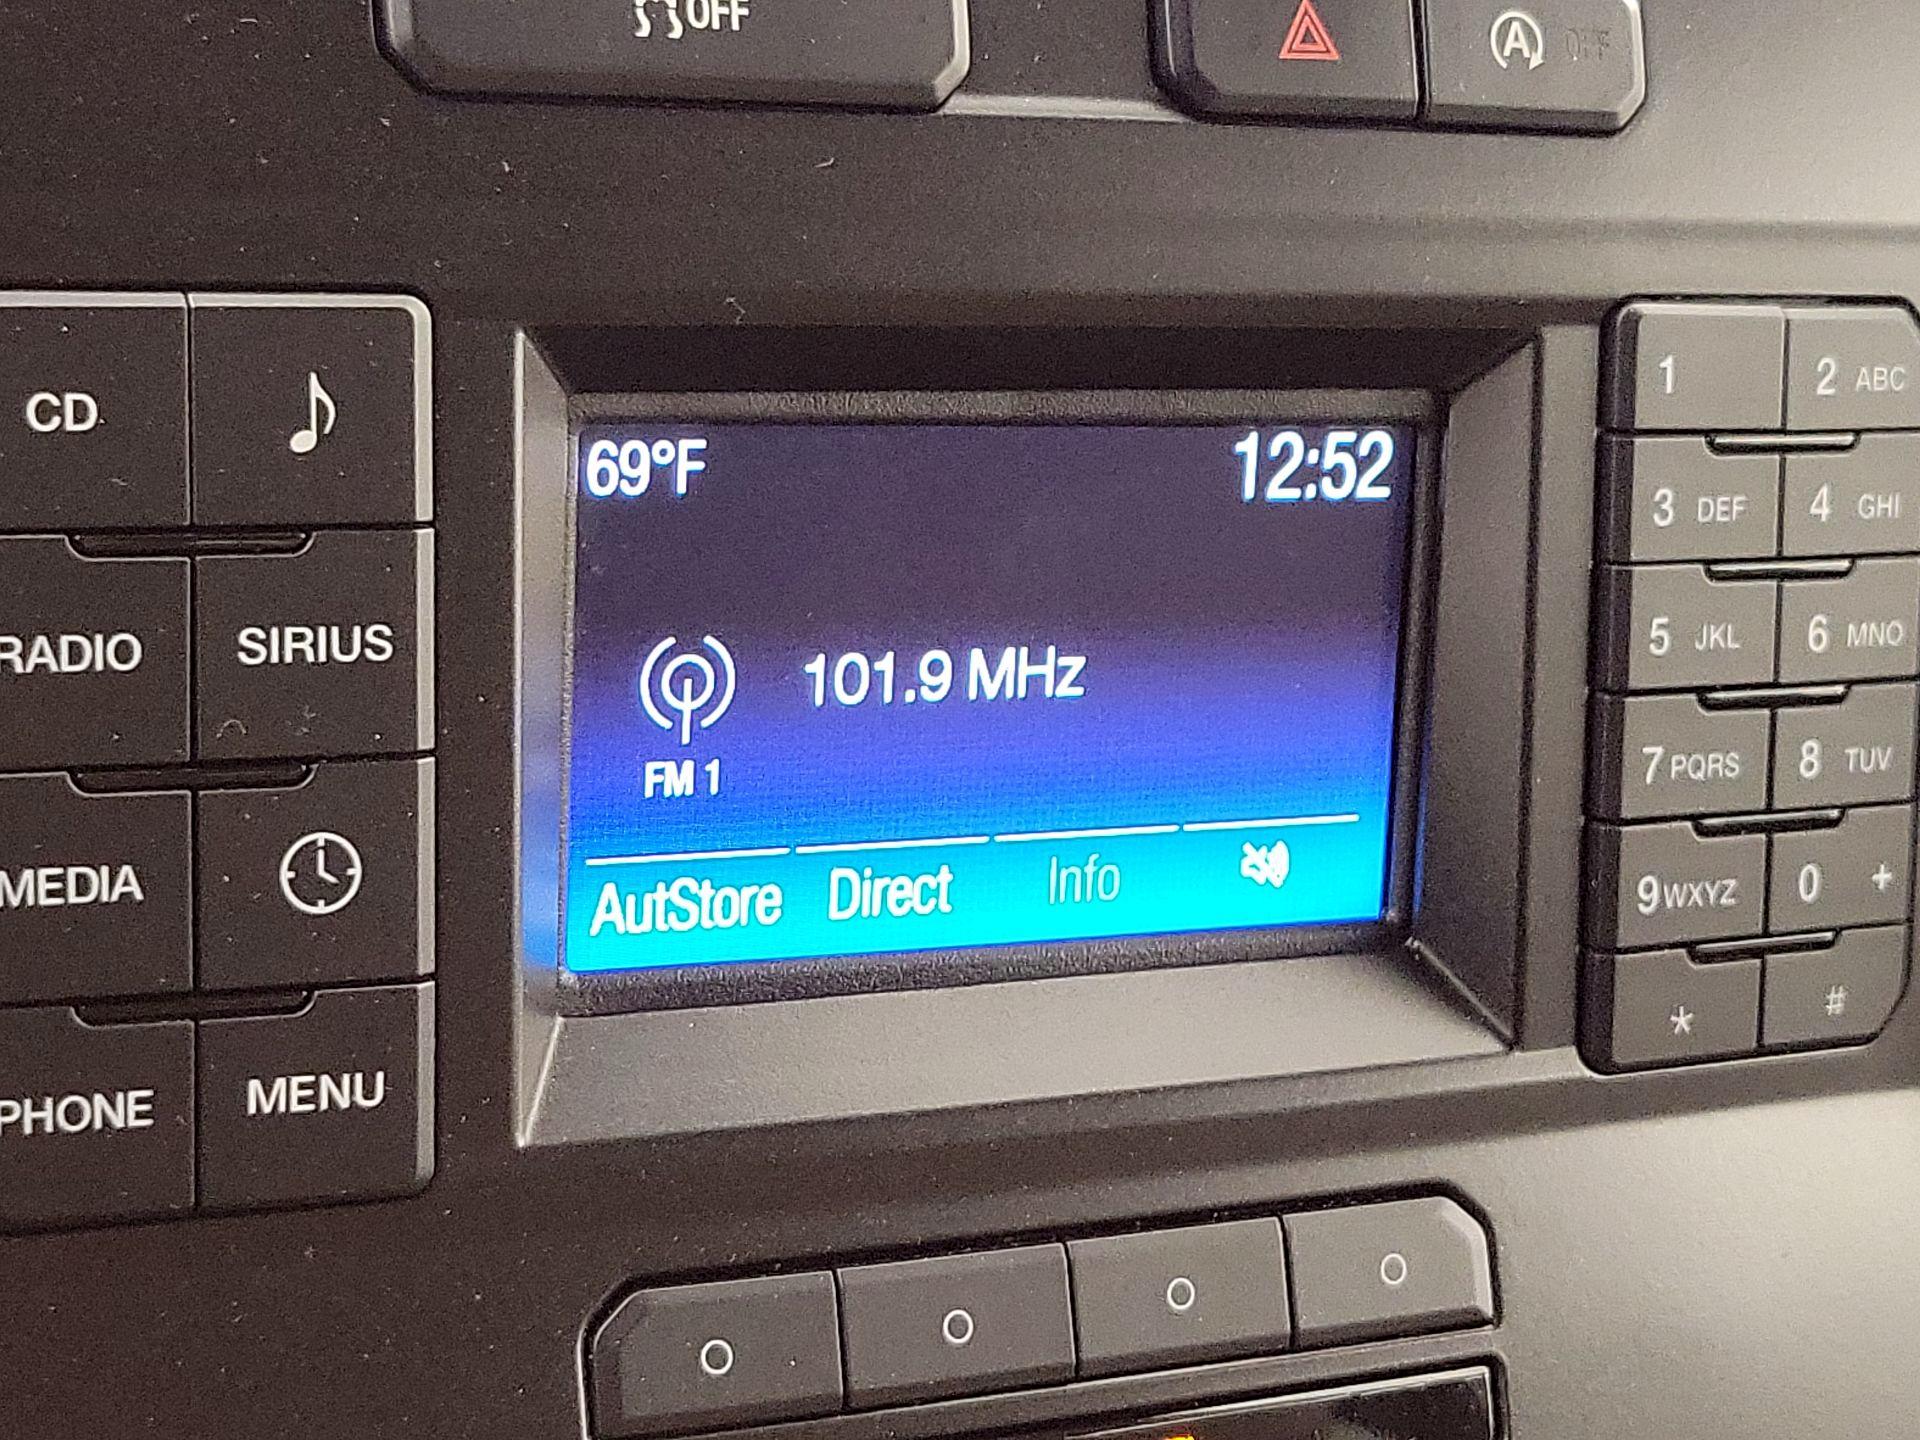 OFF
A OFF
CD
RADIO
SIRIUS
MEDIA
PHONE
MENU
69°F
12:52
101.9 MHz
FM 1
AutStore Direct Info
1
2 ABC
3 DEF
4 GHI
5 JKL
6 MNO
7 PQRS
8 TUV
9 WXYZ
0 +
*
#